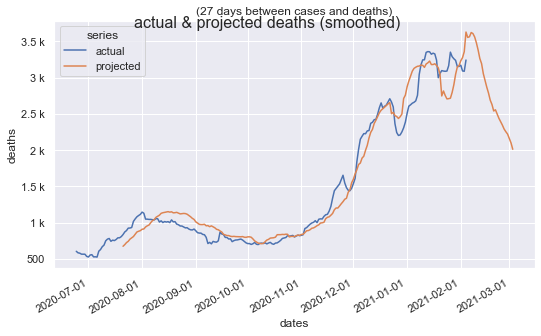 (27 days between cases and deaths)
actual & projected deaths (smoothed)
series
actual
projected
3.5 k
3 k
2.5 k
2 k
1.5 k
1 k
500
deaths
2020-07-01
2020-08-01
2020-09-01
2020-10-01
2020-11-01
2020-12-01
2021-01-01
2021-02-01
2021-03-01
dates